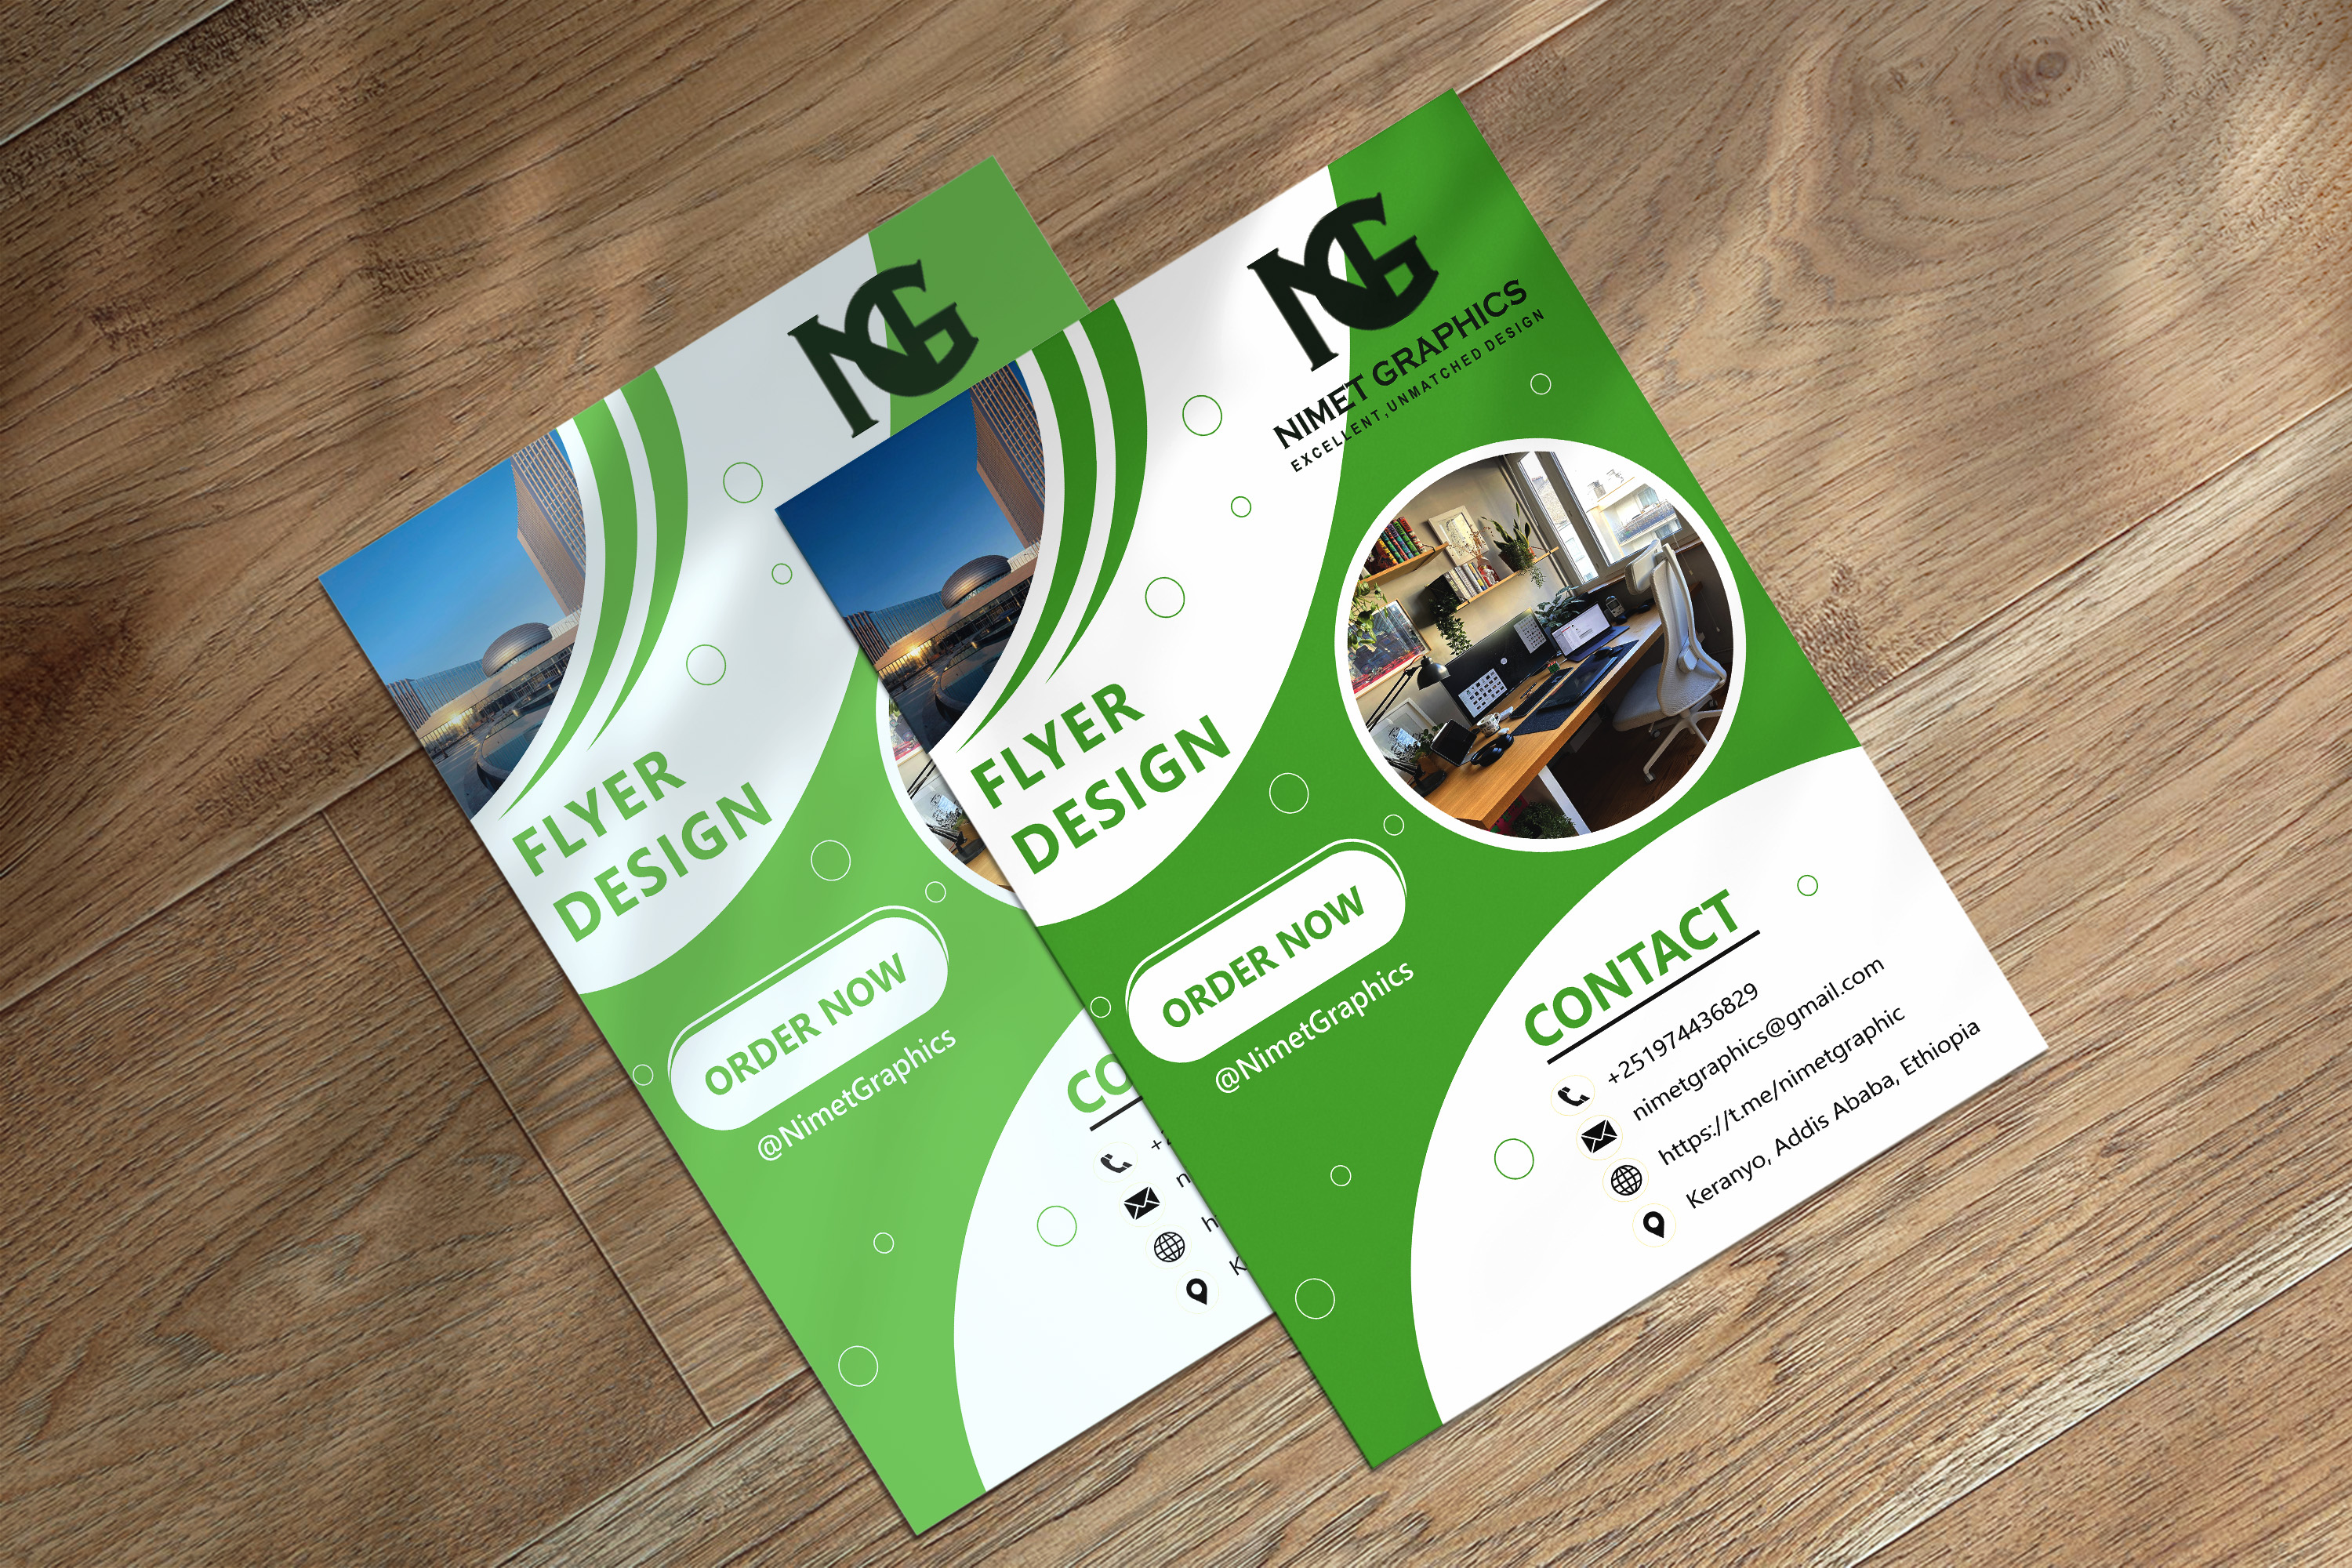 NG
FLYER
DESIGN
ORDER NOW
@NimetGraphics
CO
NG
NIMET GRAPHICS
EXCELLENT, UNMATCHED DESIGN
FLYER
DESIGN
ORDER NOW
@NimetGraphics
CONTACT
+251974436829
nimetgraphics@gmail.com
https://t.me/nimetgraphic
Keranyo, Addis Ababa, Ethiopia